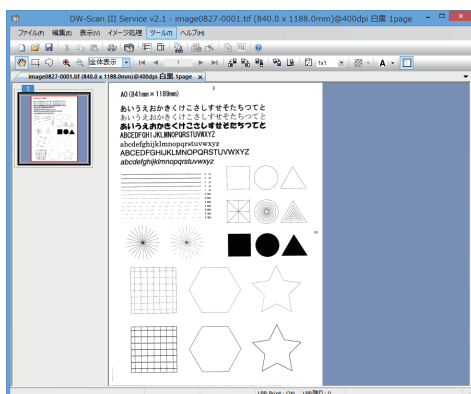 DW-Scan III Service v2.1 - image0827-0001.tif (840.0 x 1188.0mm)@400dpi 白黒 1page
ファイル(F) 編集(E) 表示(V) イメージ処理 ツール(T) ヘルプ(H)
全体表示 1 1x1 A
image0827-0001.tif (840.0 x 1188.0mm)@400dpi 白黒 1page x
1
A0 (841mm×1189mm)
あいうえおかきくけこさしすせそたちつてと
あいうえおかきくけこさしすせそたちつてと
あいうえおかきくけこさしすせそたちつてと
ABCEDFGHIJKLMNOPQRSTUVWXYZ
abcdefghijklmnopqrstuvwxyz
ABCEDFGHIJKLMNOPQRSTUVWXYZ
abcdefghijklmnopqrstuvwxyz